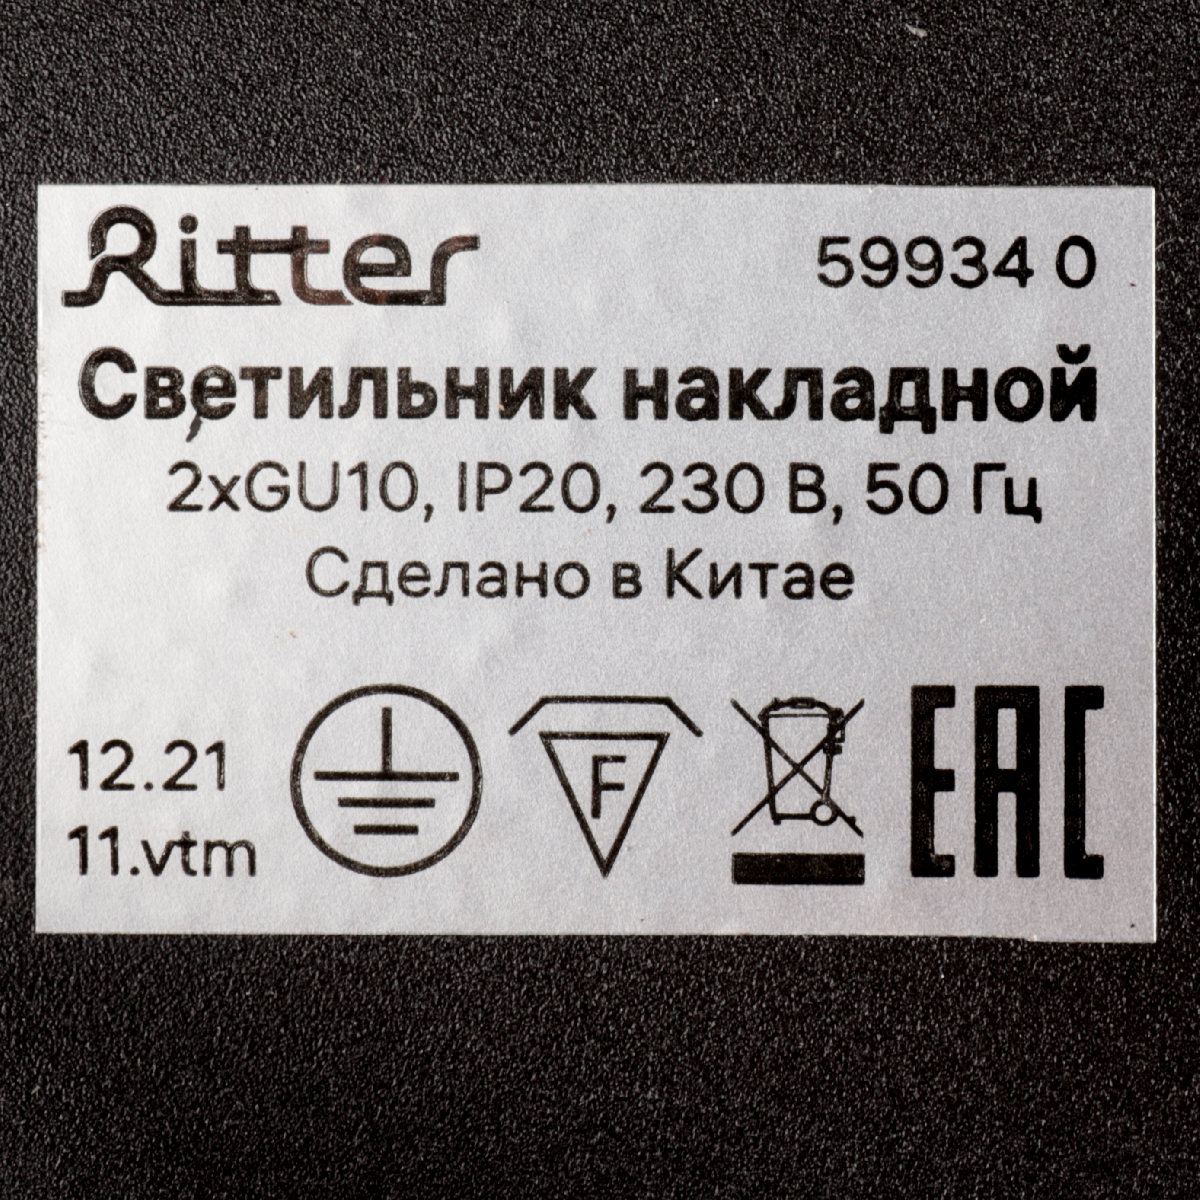 Ritter
59934 0
Светильник накладной
2xGU10, IP20, 230 В, 50 Гц
Сделано в Китае
12.21
11.vtm
F
EAC